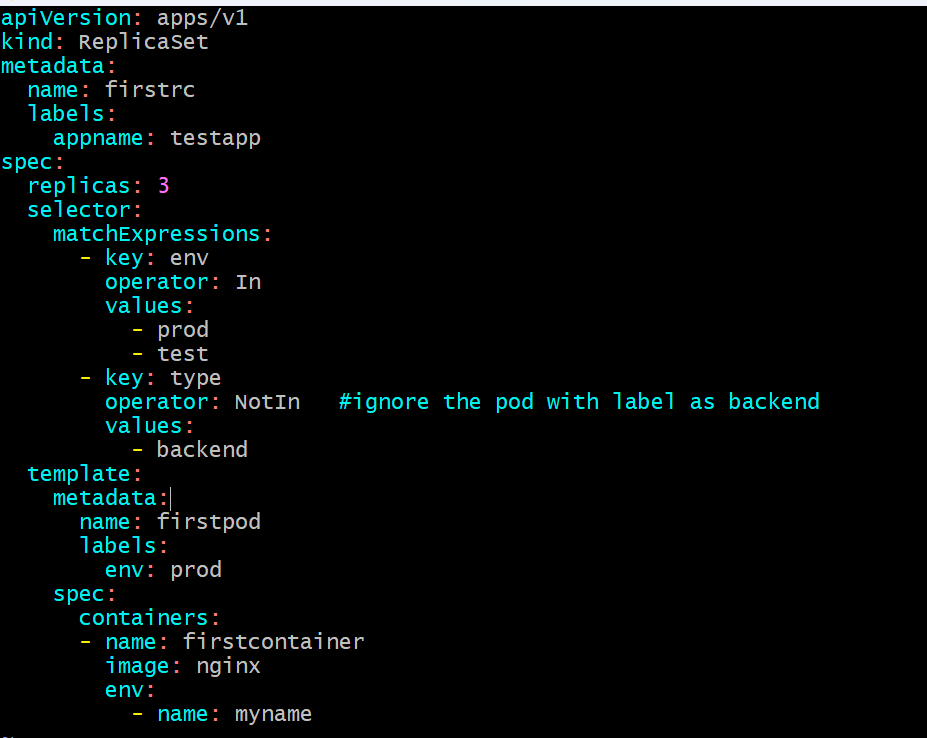 apiVersion: apps/v1
kind: ReplicaSet
metadata:
  name: firstrc
  labels:
    appname: testapp
spec:
  replicas: 3
  selector:
    matchExpressions:
      - key: env
        operator: In
        values:
          - prod
          - test
      - key: type
        operator: NotIn   #ignore the pod with label as backend
        values:
          - backend
  template:
    metadata:
      name: firstpod
      labels:
        env: prod
    spec:
      containers:
      - name: firstcontainer
        image: nginx
        env:
          - name: myname